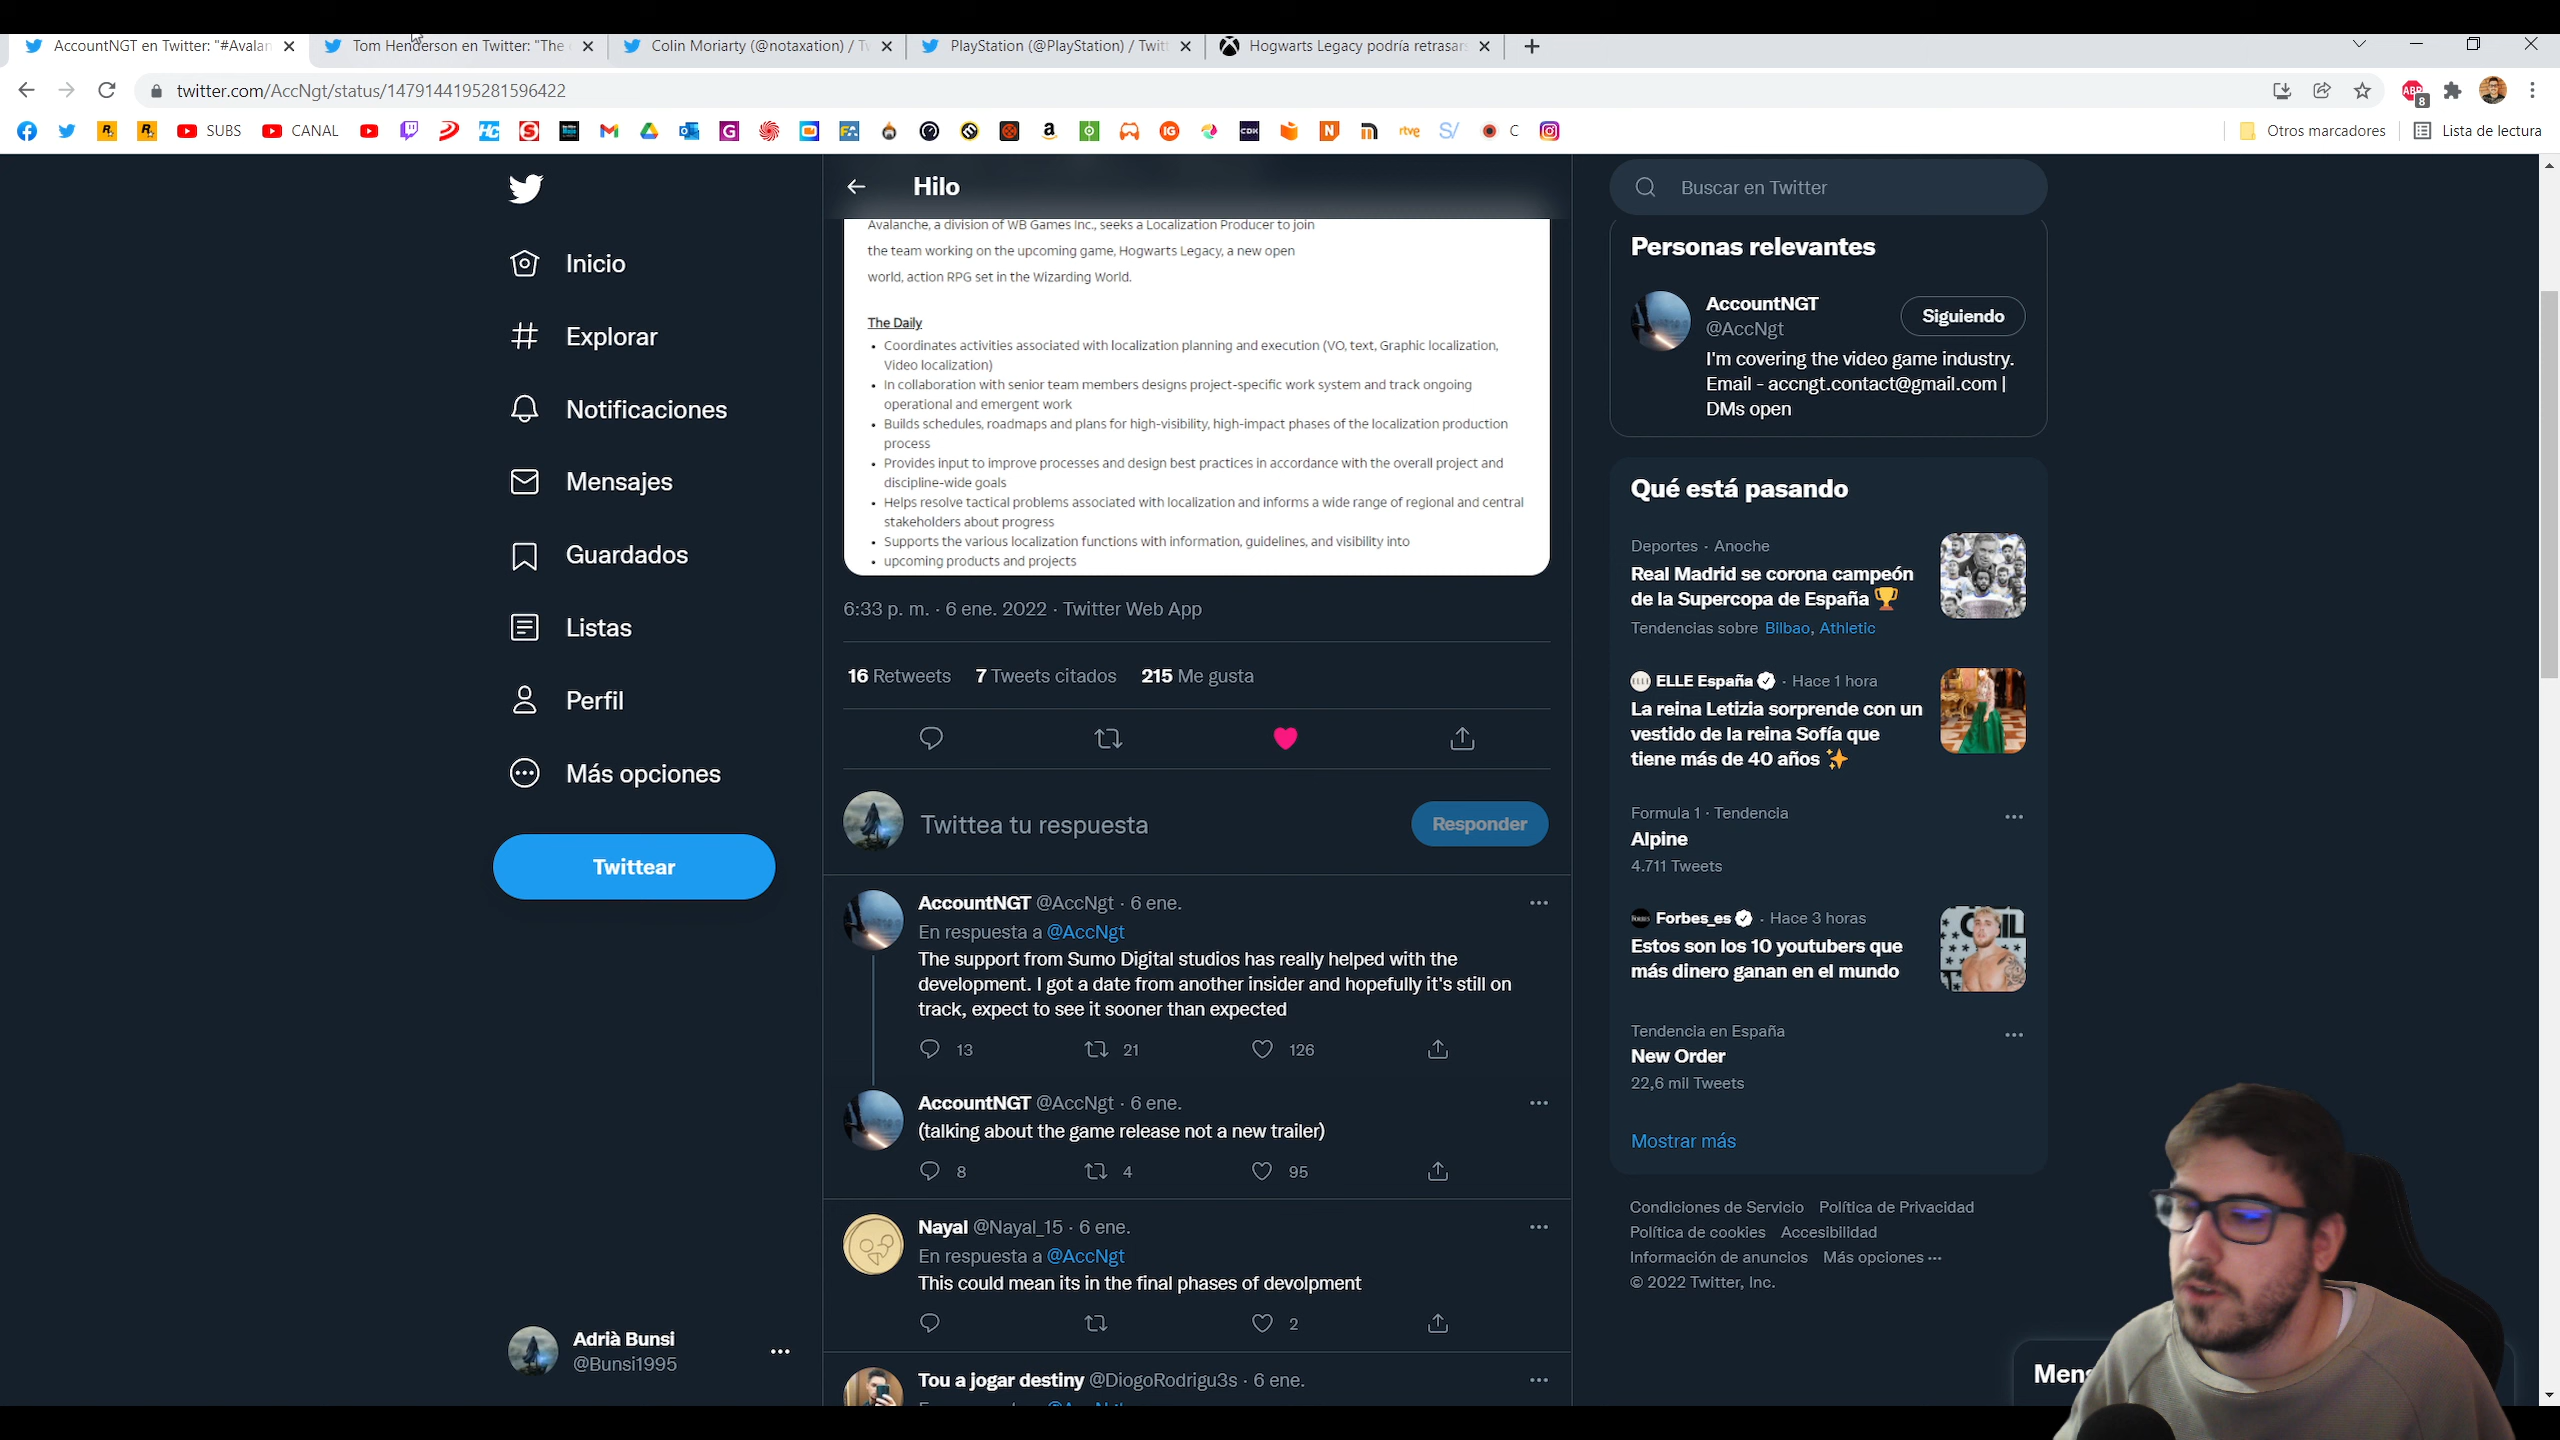 AccountNGT en Twitter: "#Avalan
Tom Henderson en Twitter: "The
Colin Moriarty (@notaxation) / Tw
PlayStation (@PlayStation) / Twitt
Hogwarts Legacy podría retrasars
twitter.com/AccNgt/status/1479144195281596422
ABP
8
SUBS
CANAL
C
Otros marcadores
Lista de lectura
Inicio
Explorar
Notificaciones
Mensajes
Guardados
Listas
Perfil
Más opciones
Twittear
Adrià Bunsi
@Bunsi1995
Hilo
Avalanche, a division of WB Games Inc., seeks a Localization Producer to join
the team working on the upcoming game, Hogwarts Legacy, a new open
world, action RPG set in the Wizarding World.
The Daily
• Coordinates activities associated with localization planning and execution (VO, text, Graphic localization,
Video localization)
• In collaboration with senior team members designs project-specific work system and track ongoing
operational and emergent work
• Builds schedules, roadmaps and plans for high-visibility, high-impact phases of the localization production
process
• Provides input to improve processes and design best practices in accordance with the overall project and
discipline-wide goals
• Helps resolve tactical problems associated with localization and informs a wide range of regional and central
stakeholders about progress
• Supports the various localization functions with information, guidelines, and visibility into
• upcoming products and projects
6:33 p. m. · 6 ene. 2022 · Twitter Web App
16 Retweets 7 Tweets citados 215 Me gusta
Twittea tu respuesta
Responder
AccountNGT @AccNgt · 6 ene.
En respuesta a @AccNgt
The support from Sumo Digital studios has really helped with the
development. I got a date from another insider and hopefully it's still on
track, expect to see it sooner than expected
13 21 126
AccountNGT @AccNgt · 6 ene.
(talking about the game release not a new trailer)
8 4 95
Nayal @Nayal_15 · 6 ene.
En respuesta a @AccNgt
This could mean its in the final phases of devolpment
2
Tou a jogar destiny @DiogoRodrigu3s · 6 ene.
Buscar en Twitter
Personas relevantes
AccountNGT
@AccNgt
Siguiendo
I'm covering the video game industry.
Email - accngt.contact@gmail.com |
DMs open
Qué está pasando
Deportes · Anoche
Real Madrid se corona campeón
de la Supercopa de España 🏆
Tendencias sobre Bilbao, Athletic
ELLE España · Hace 1 hora
La reina Letizia sorprende con un
vestido de la reina Sofía que
tiene más de 40 años ✨
Formula 1 · Tendencia
Alpine
4.711 Tweets
Forbes_es · Hace 3 horas
Estos son los 10 youtubers que
más dinero ganan en el mundo
Tendencia en España
New Order
22,6 mil Tweets
Mostrar más
Condiciones de Servicio Política de Privacidad
Política de cookies Accesibilidad
Información de anuncios Más opciones ···
© 2022 Twitter, Inc.